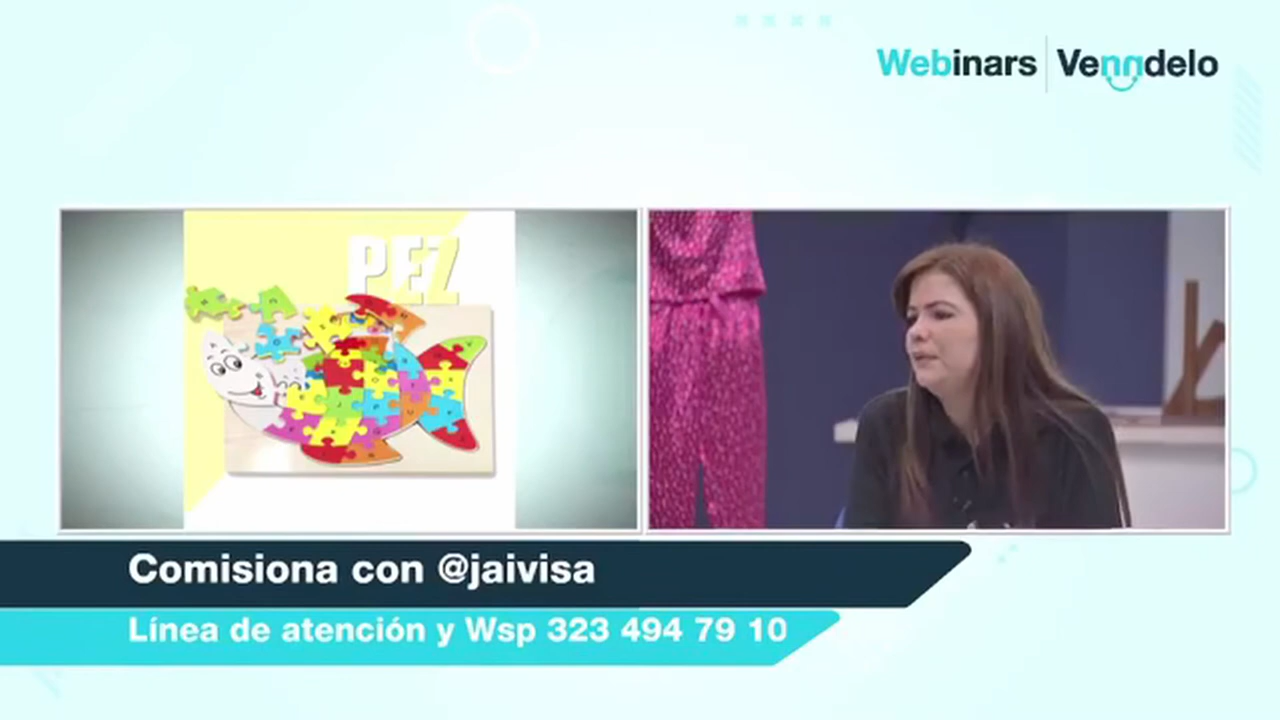 Webinars Venndelo
PEZ
Comisiona con @jaivisa
Línea de atención y Wsp 323 494 79 10